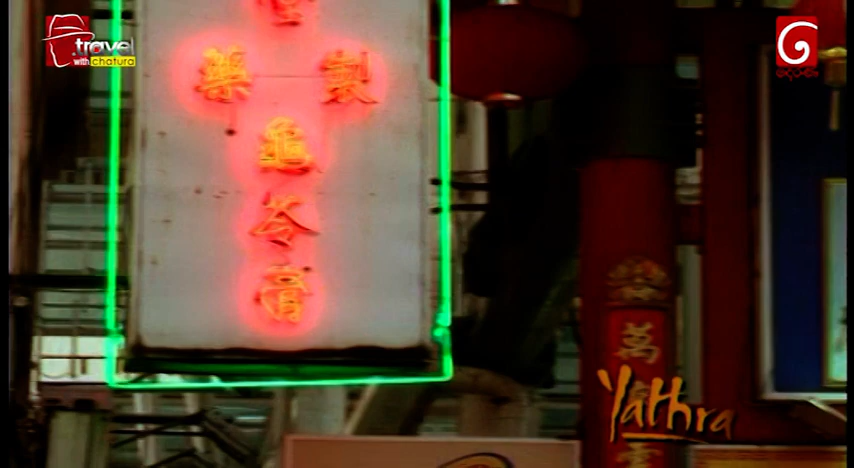 travel
with chatura
藥 製
龜
苓
膏
萬
Yathra